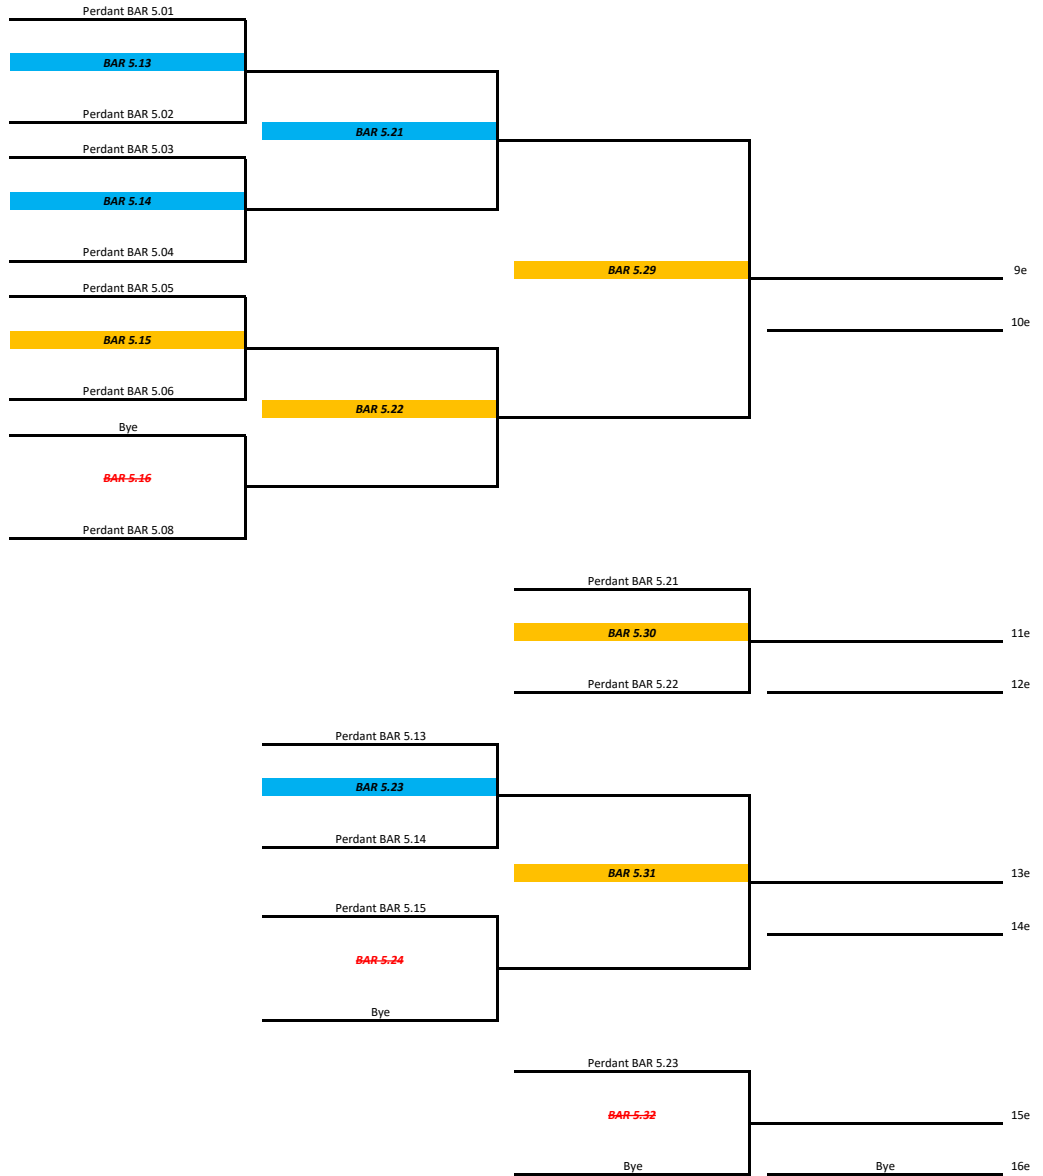 Perdant BAR 5.01
BAR 5.13
Perdant BAR 5.02
BAR 5.21
Perdant BAR 5.03
BAR 5.14
Perdant BAR 5.04
BAR 5.29
9e
Perdant BAR 5.05
10e
BAR 5.15
Perdant BAR 5.06
BAR 5.22
Bye
BAR 5.16
Perdant BAR 5.08
Perdant BAR 5.21
BAR 5.30
11e
Perdant BAR 5.22
12e
Perdant BAR 5.13
BAR 5.23
Perdant BAR 5.14
BAR 5.31
13e
Perdant BAR 5.15
14e
BAR 5.24
Bye
Perdant BAR 5.23
BAR 5.32
15e
Bye
Bye
16e